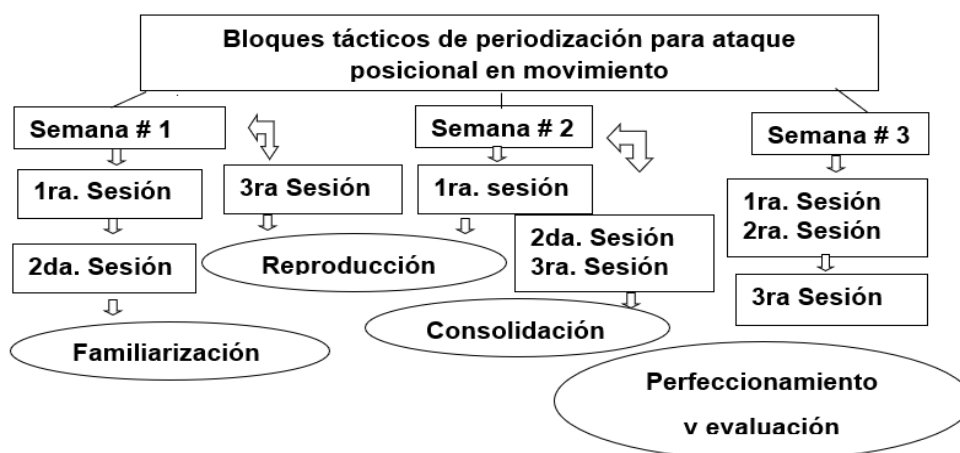 Bloques tácticos de periodización para ataque
posicional en movimiento
Semana # 1
Semana # 2
Semana # 3
1ra. Sesión
3ra Sesión
1ra. sesión
1ra. Sesión
2ra. Sesión
2da. Sesión
2da. Sesión
3ra. Sesión
3ra Sesión
Reproducción
Familiarización
Consolidación
Perfeccionamiento
y evaluación